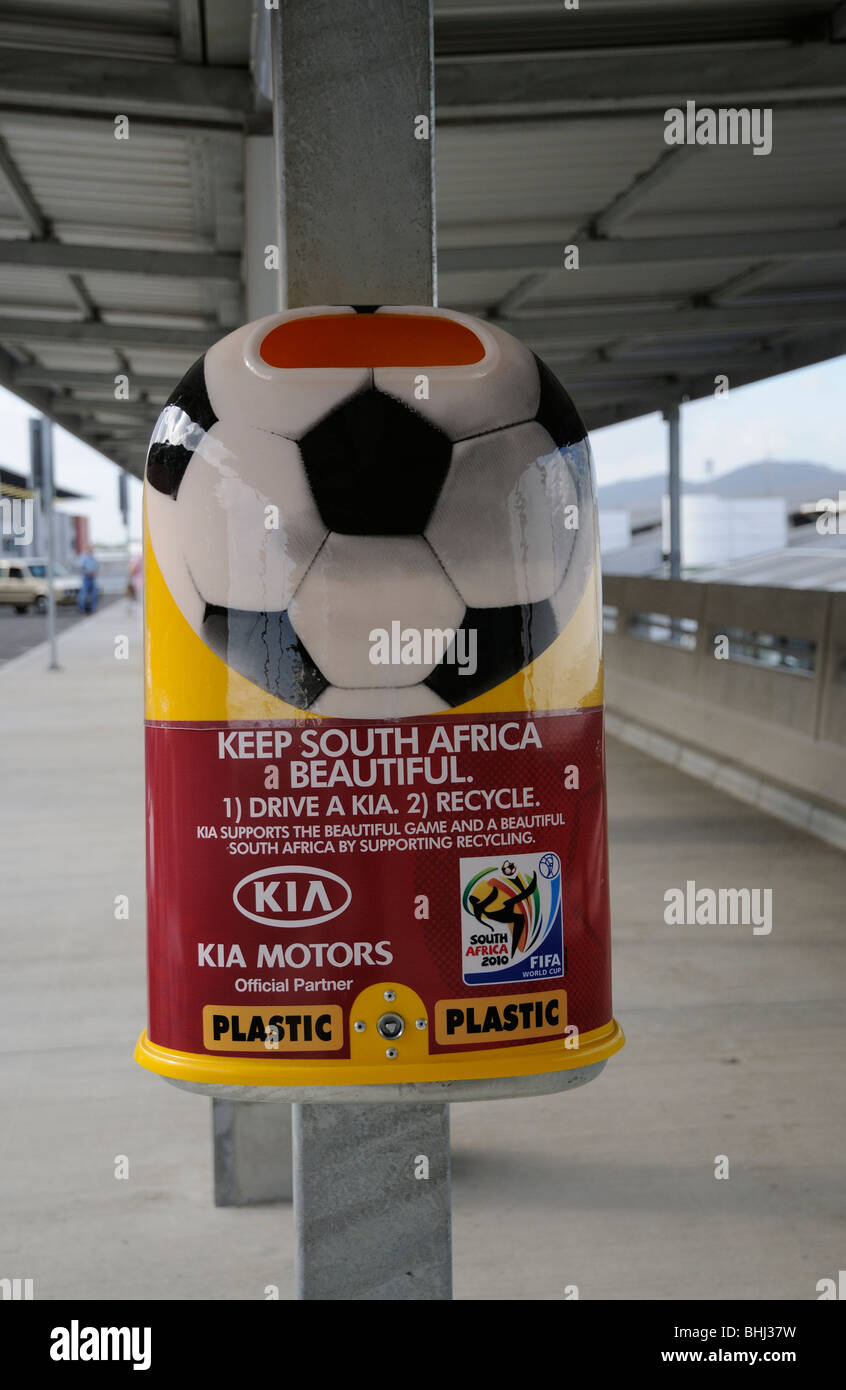 KEEP SOUTH AFRICA
BEAUTIFUL.
1) DRIVE A KIA. 2) RECYCLE.
KIA SUPPORTS THE BEAUTIFUL GAME AND A BEAUTIFUL
SOUTH AFRICA BY SUPPORTING RECYCLING.
KIA
KIA MOTORS
Official Partner
SOUTH
AFRICA 2010
FIFA
WORLD CUP
PLASTIC
PLASTIC
alamy
alamy
a
a
a
a
a
a
alamy
Image ID: BHJ37W
www.alamy.com